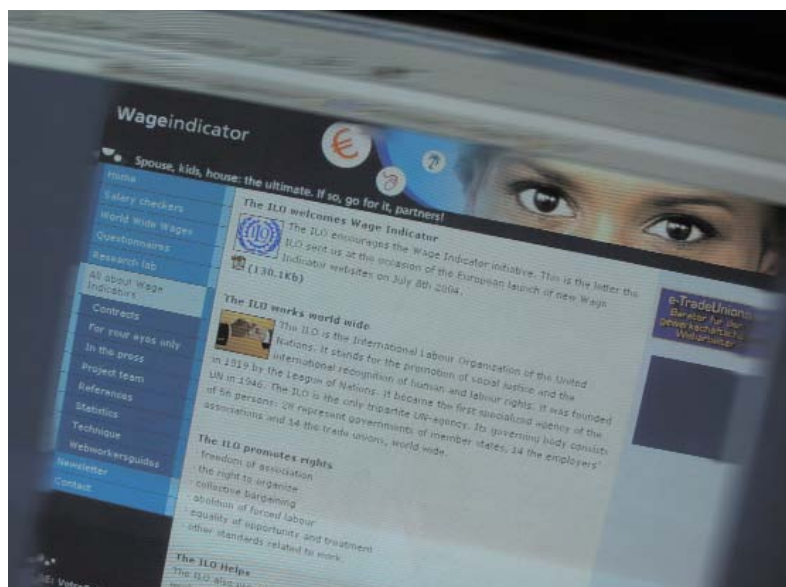 Wageindicator
Spouse, kids, house: the ultimate. If so, go for it, partners!
Home
Salary checkers
World Wide Wages
Questionnaires
Research lab
All about Wage
Indicators
Contracts
For your eyes only
In the press
Project team
References
Statistics
Technique
Webworkersguides
Newsletter
Contact
The ILO welcomes Wage Indicator
The ILO encourages the Wage Indicator initiative. This is the letter the
ILO sent us at the occasion of the European launch of new Wage
Indicator websites on July 8th 2004.
(130.1Kb)
The ILO works world wide
The ILO is the International Labour Organization of the United
Nations. It stands for the promotion of social justice and the
international recognition of human and labour rights. It was founded
in 1919 by the League of Nations. It became the first specialized agency of the
UN in 1946. The ILO is the only tripartite UN-agency. Its governing body consists
of 56 persons: 28 represent governments of member states, 14 the employers'
associations and 14 the trade unions, world wide.
The ILO promotes rights
- freedom of association
- the right to organize
- collective bargaining
- abolition of forced labour
- equality of opportunity and treatment
- other standards related to work.
The ILO Helps
The ILO also
e-TradeUnions
Berater für den
gewerkschaftlichen
Webworker
ILO
€